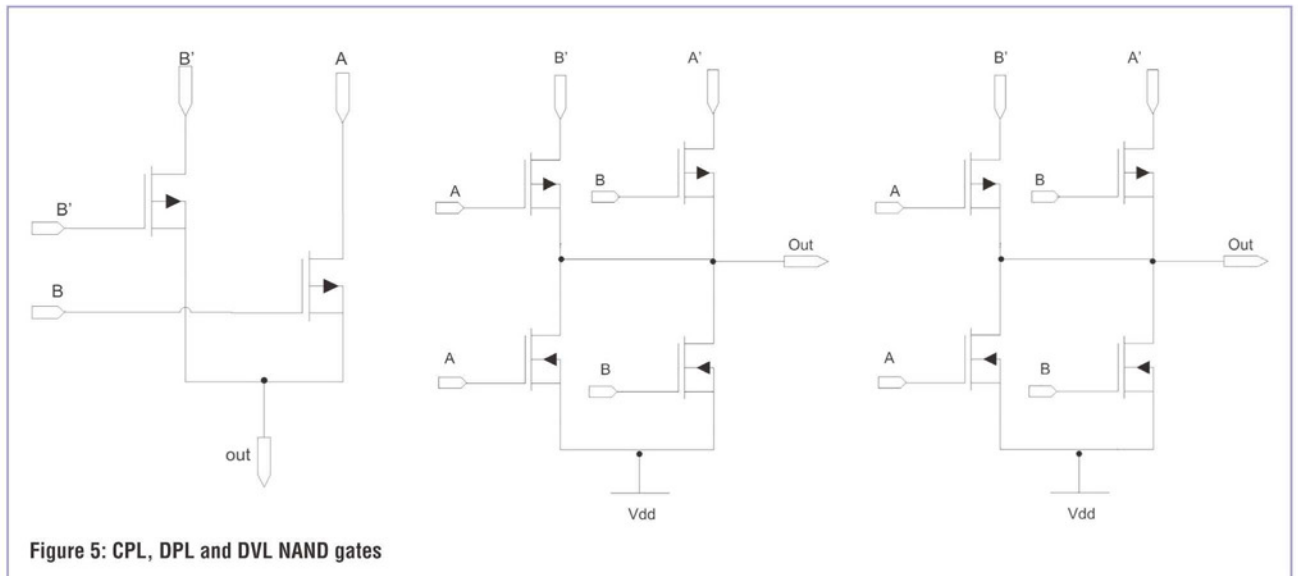 B’ A
B’
B
out
B’ A’
A B
Out
A B
Vdd
B’ A’
A B
Out
A B
Vdd
Figure 5: CPL, DPL and DVL NAND gates